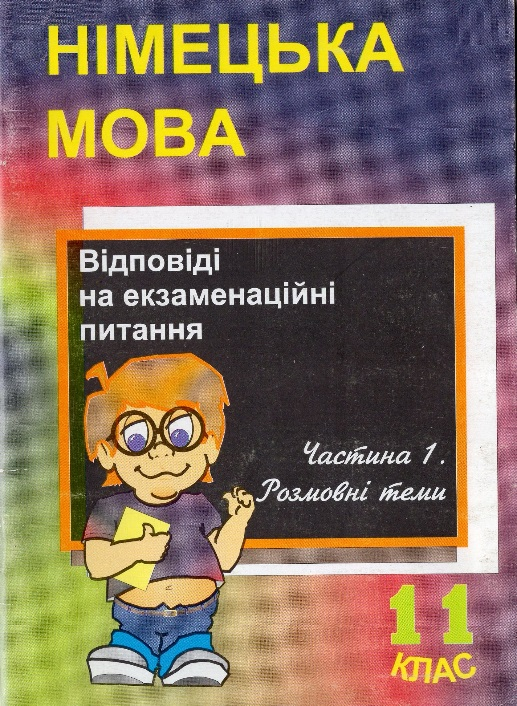 НІМЕЦЬКА
МОВА
Відповіді
на екзаменаційні
питання
Частина 1.
Розмовні теми
11
КЛАС